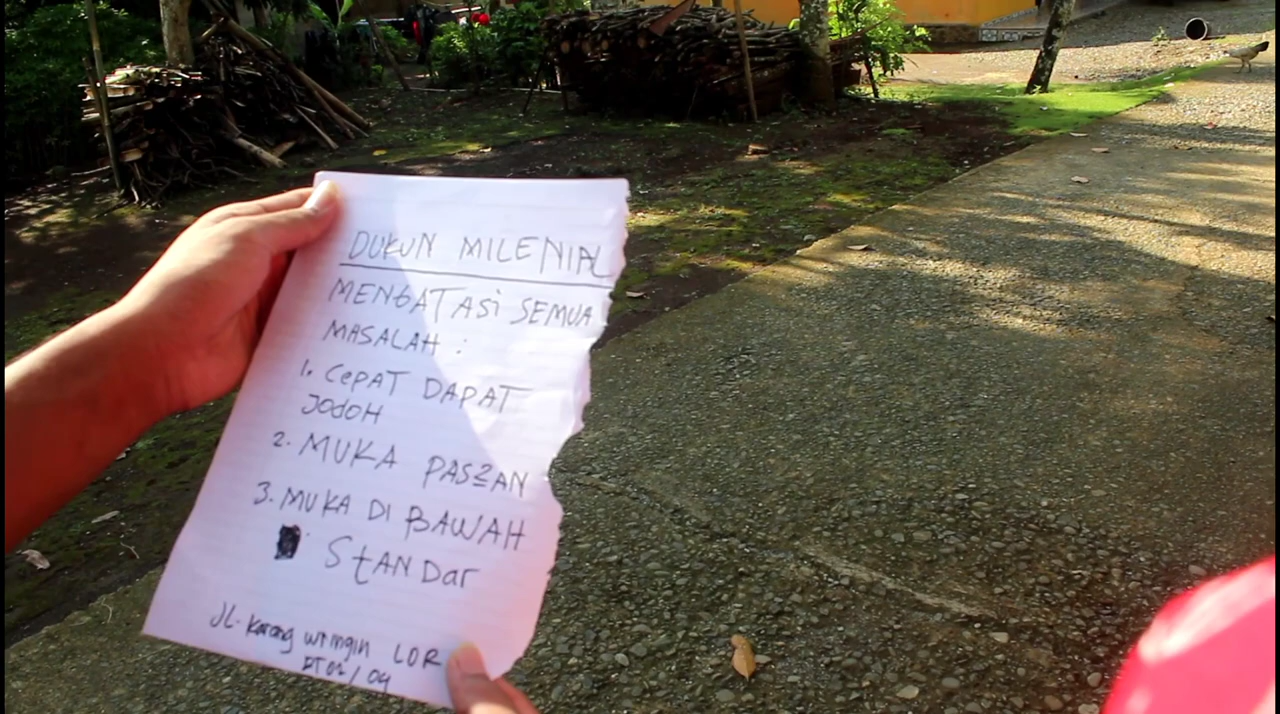 DUKUN MILENIAL
MENGATASi SEMUA
MASALAH :
1. CePAT DAPAT
JOdOH
2. MUKA PASZAN
3. MUKA DI BAWAH
StANDar
JL. Karang wringin LOR
RT02/04